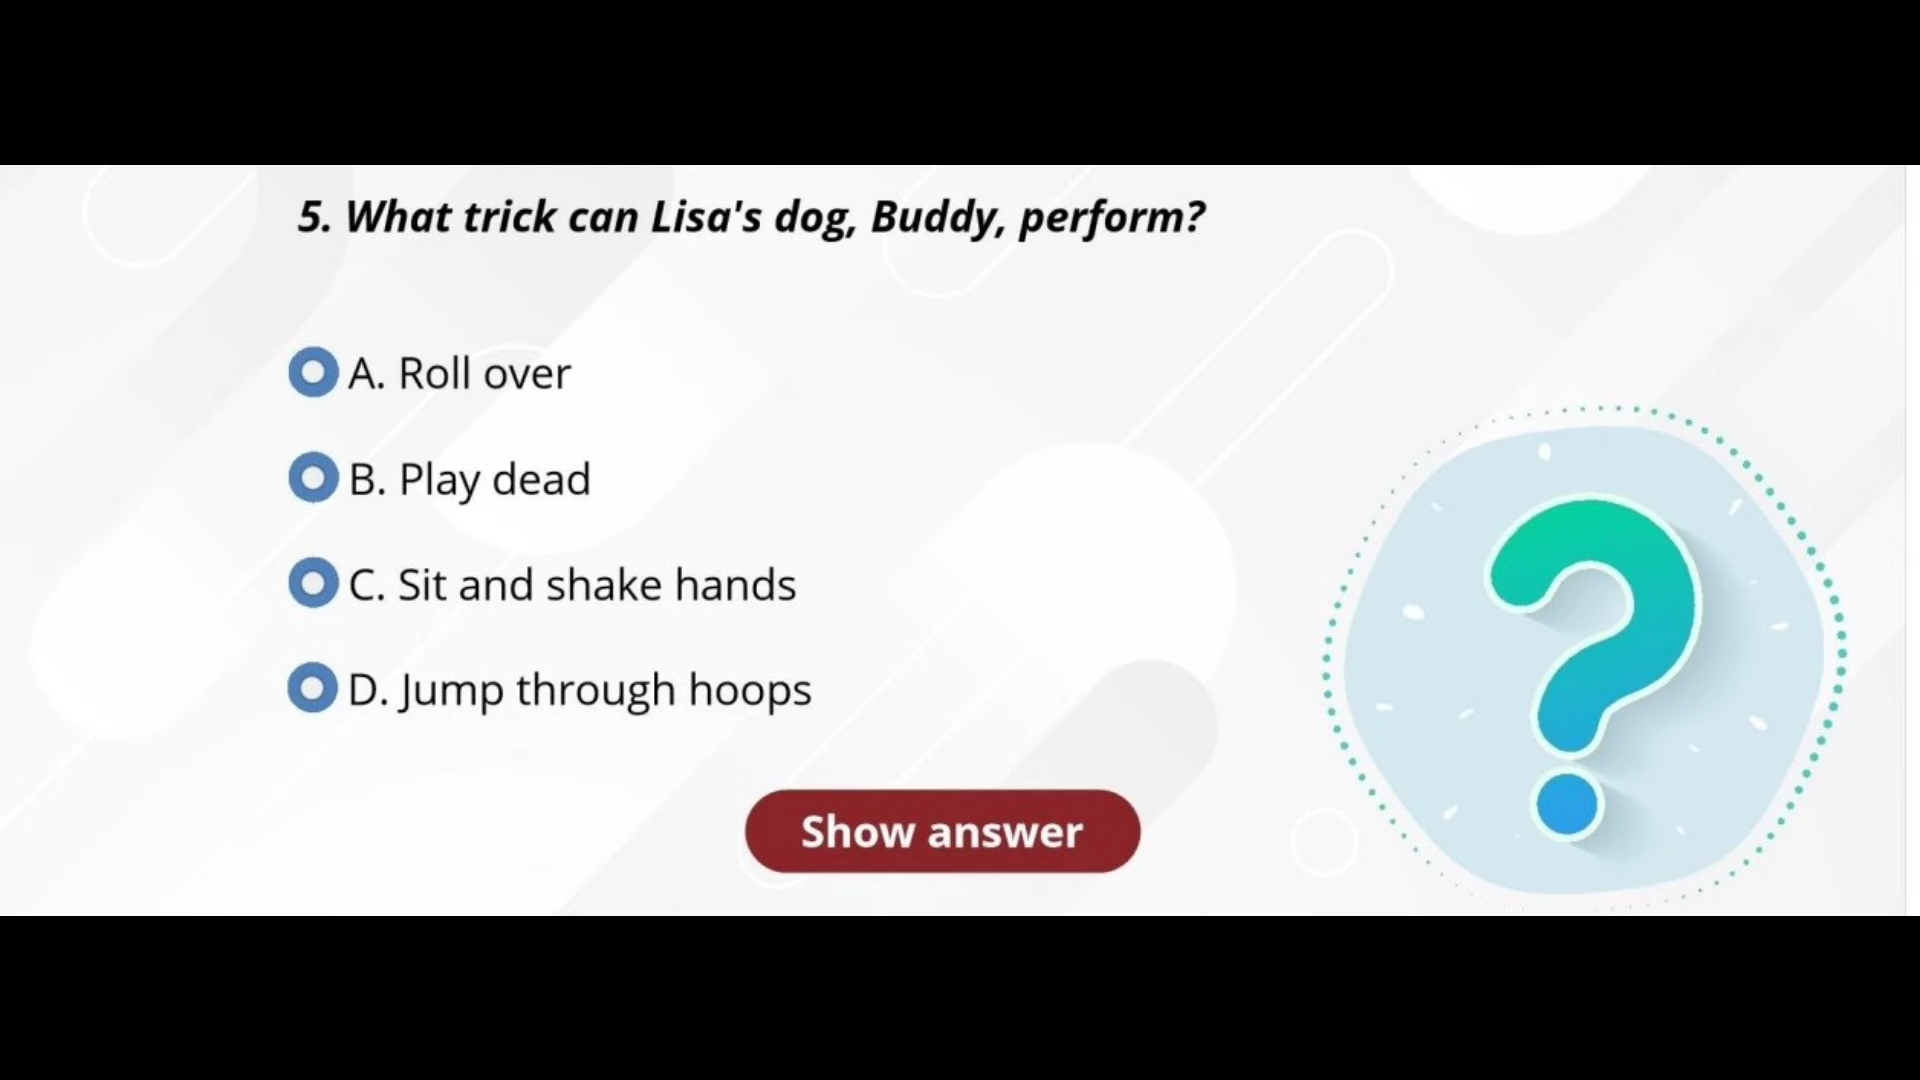 5. What trick can Lisa's dog, Buddy, perform?
A. Roll over
B. Play dead
C. Sit and shake hands
D. Jump through hoops
Show answer